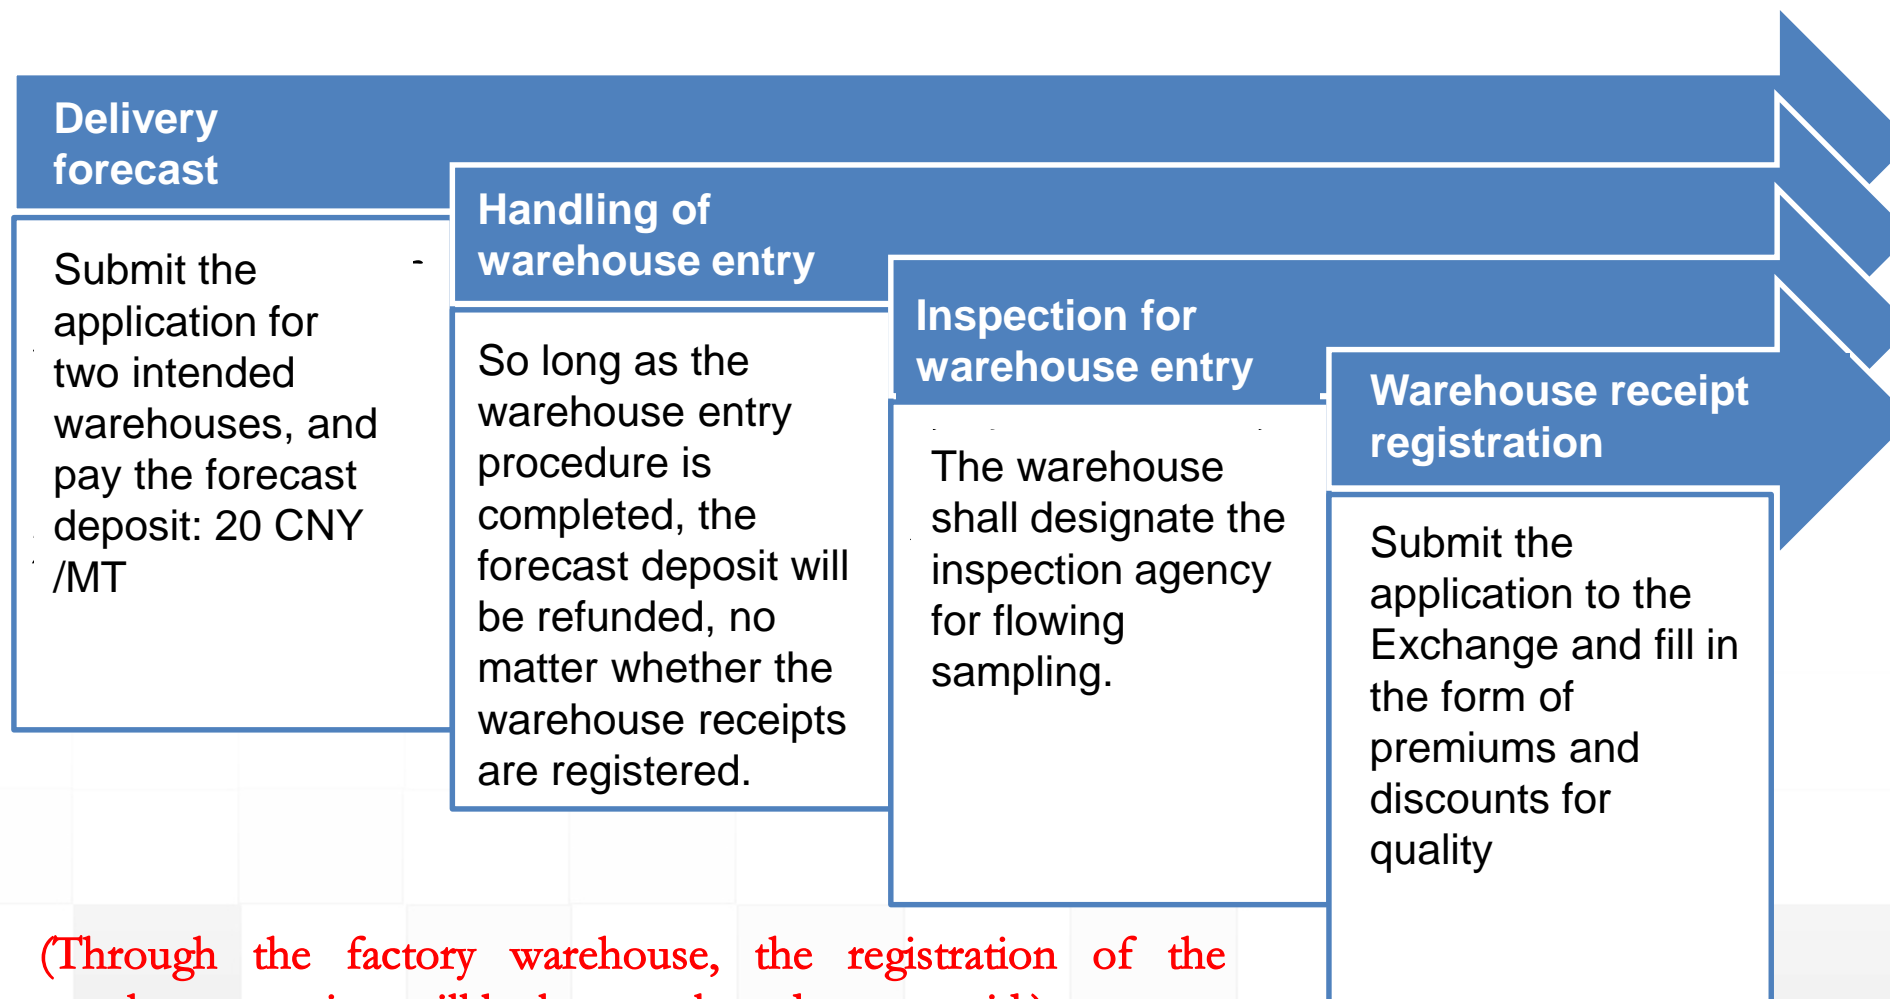 Delivery
forecast
Submit the
application for
two intended
warehouses, and
pay the forecast
deposit: 20 CNY
/MT
Handling of
warehouse entry
So long as the
warehouse entry
procedure is
completed, the
forecast deposit will
be refunded, no
matter whether the
warehouse receipts
are registered.
Inspection for
warehouse entry
The warehouse
shall designate the
inspection agency
for flowing
sampling.
Warehouse receipt
registration
Submit the
application to the
Exchange and fill in
the form of
premiums and
discounts for
quality
(Through the factory warehouse, the registration of the